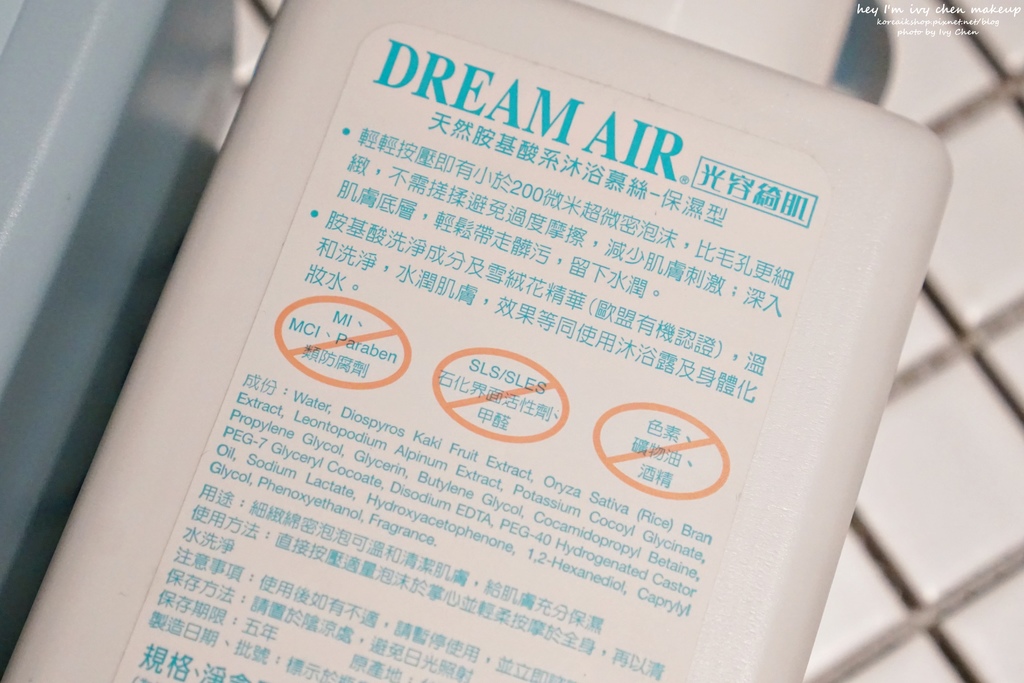 hey I'm ivy chen makeup
koreaikshop.pixnet.net/blog
photo by Ivy Chen
DREAM AIR® 光容綺肌
天然胺基酸系沐浴慕絲-保濕型
• 輕輕按壓即有小於200微米超微密泡沫，比毛孔更細
緻，不需搓揉避免過度摩擦，減少肌膚刺激；深入
肌膚底層，輕鬆帶走髒污，留下水潤。
• 胺基酸洗淨成分及雪絨花精華(歐盟有機認證)，溫
和洗淨，水潤肌膚，效果等同使用沐浴露及身體化
妝水。
MI、
MCI、Paraben
類防腐劑
SLS/SLES
石化界面活性劑、
甲醛
色素、
礦物油、
酒精
成份：Water, Diospyros Kaki Fruit Extract, Oryza Sativa (Rice) Bran
Extract, Leontopodium Alpinum Extract, Potassium Cocoyl Glycinate,
Propylene Glycol, Glycerin, Butylene Glycol, Cocamidopropyl Betaine,
PEG-7 Glyceryl Cocoate, Disodium EDTA, PEG-40 Hydrogenated Castor
Oil, Sodium Lactate, Hydroxyacetophenone, 1,2-Hexanediol, Caprylyl
Glycol, Phenoxyethanol, Fragrance.
用途：細緻綿密泡泡可溫和清潔肌膚，給肌膚充分保濕
使用方法：直接按壓適量泡沫於掌心並輕柔按摩於全身，再以清
水洗淨
注意事項：使用後如有不適，請暫停使用，並立即
保存方法：請置於陰涼處，避免日光照射
保存期限：五年 原產地：
製造日期、批號：標示於
規格、淨含